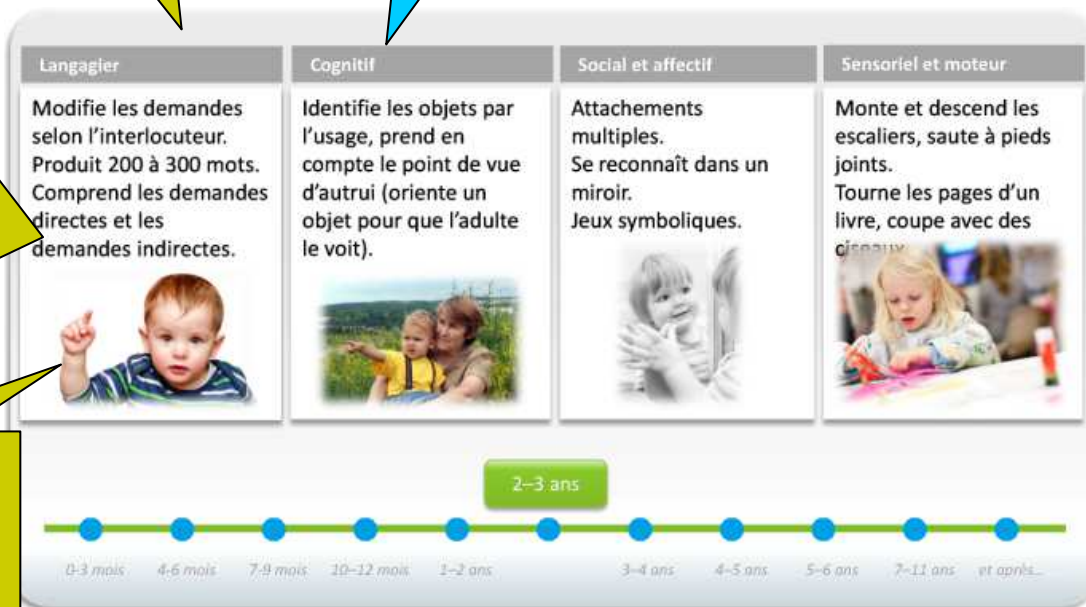 Langagier
Modifie les demandes
selon l'interlocuteur.
Produit 200 à 300 mots.
Comprend les demandes
directes et les
demandes indirectes.
Cognitif
Identifie les objets par
l'usage, prend en
compte le point de vue
d'autrui (oriente un
objet pour que l'adulte
le voit).
Social et affectif
Attachements
multiples.
Se reconnaît dans un
miroir.
Jeux symboliques.
Sensoriel et moteur
Monte et descend les
escaliers, saute à pieds
joints.
Tourne les pages d'un
livre, coupe avec des
ciseaux.
2–3 ans
0-3 mois 4-6 mois 7-9 mois 10–12 mois 1–2 ans 3–4 ans 4–5 ans 5–6 ans 7–11 ans et après...